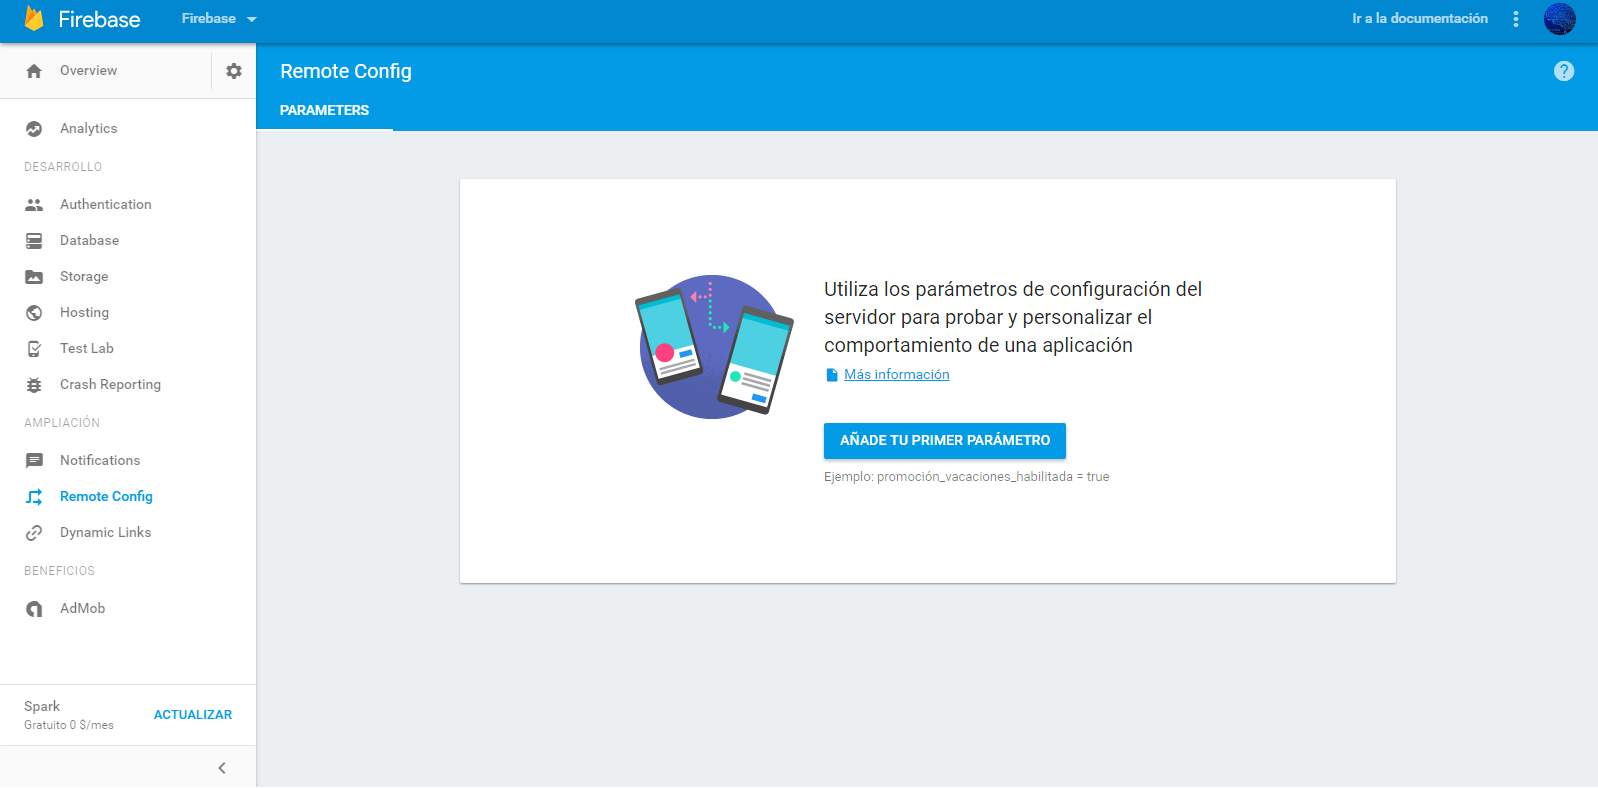 Firebase
Firebase
Ir a la documentación
Overview
Remote Config
PARAMETERS
Analytics
DESARROLLO
Authentication
Database
Storage
Hosting
Test Lab
Crash Reporting
AMPLIACIÓN
Notifications
Remote Config
Dynamic Links
BENEFICIOS
AdMob
Spark
Gratuito 0 $/mes
ACTUALIZAR
Utiliza los parámetros de configuración del
servidor para probar y personalizar el
comportamiento de una aplicación
Más información
AÑADE TU PRIMER PARÁMETRO
Ejemplo: promoción_vacaciones_habilitada = true